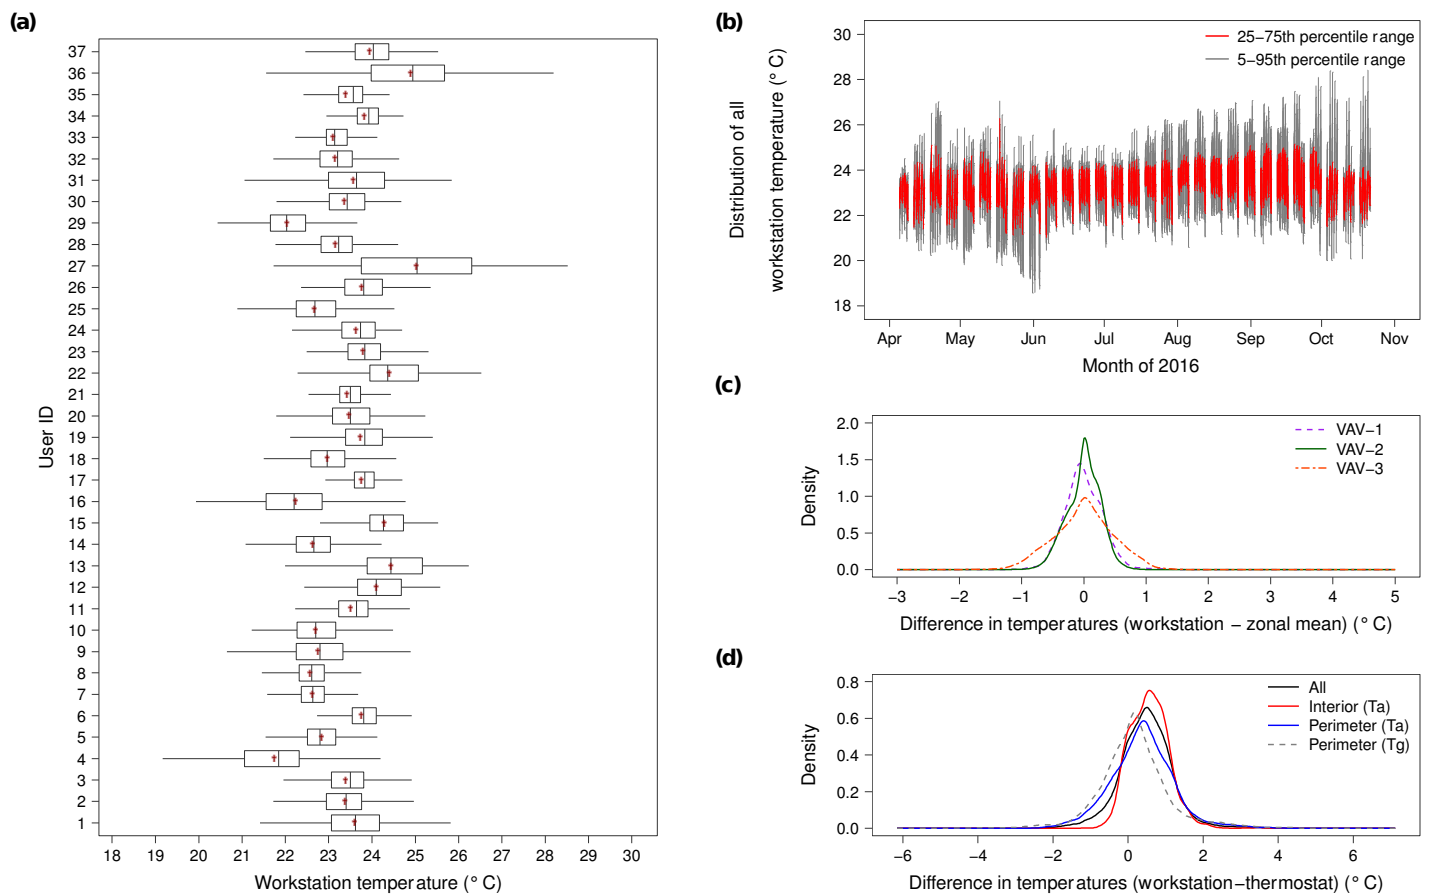 (a)
37
36
35
34
33
32
31
30
29
28
27
26
25
24
23
22
21
20
19
18
17
16
15
14
13
12
11
10
9
8
7
6
5
4
3
2
1
User ID
18 19 20 21 22 23 24 25 26 27 28 29 30
Workstation temperature (° C)
(b)
Distribution of all
workstation temperature (° C)
30
28
26
24
22
20
18
25−75th percentile range
5−95th percentile range
Apr May Jun Jul Aug Sep Oct Nov
Month of 2016
(c)
Density
2.0
1.5
1.0
0.5
0.0
VAV−1
VAV−2
VAV−3
−3 −2 −1 0 1 2 3 4 5
Difference in temperatures (workstation − zonal mean) (° C)
(d)
Density
0.8
0.6
0.4
0.2
0.0
All
Interior (Ta)
Perimeter (Ta)
Perimeter (Tg)
−6 −4 −2 0 2 4 6
Difference in temperatures (workstation−thermostat) (° C)